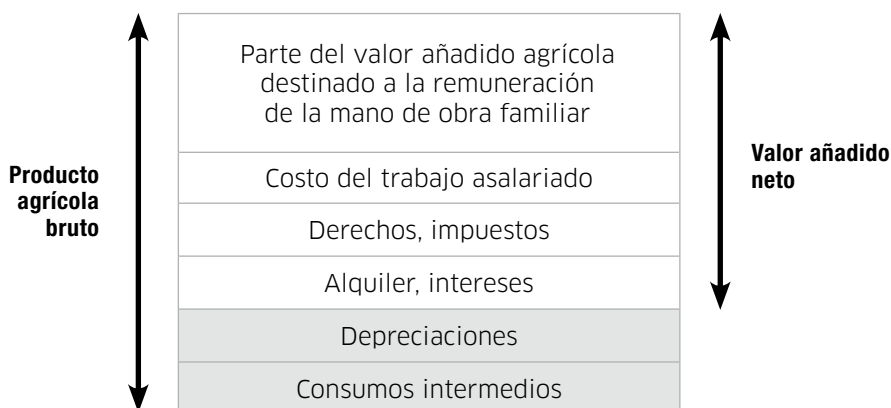 Producto
agrícola
bruto
Parte del valor añadido agrícola
destinado a la remuneración
de la mano de obra familiar
Costo del trabajo asalariado
Derechos, impuestos
Alquiler, intereses
Depreciaciones
Consumos intermedios
Valor añadido
neto